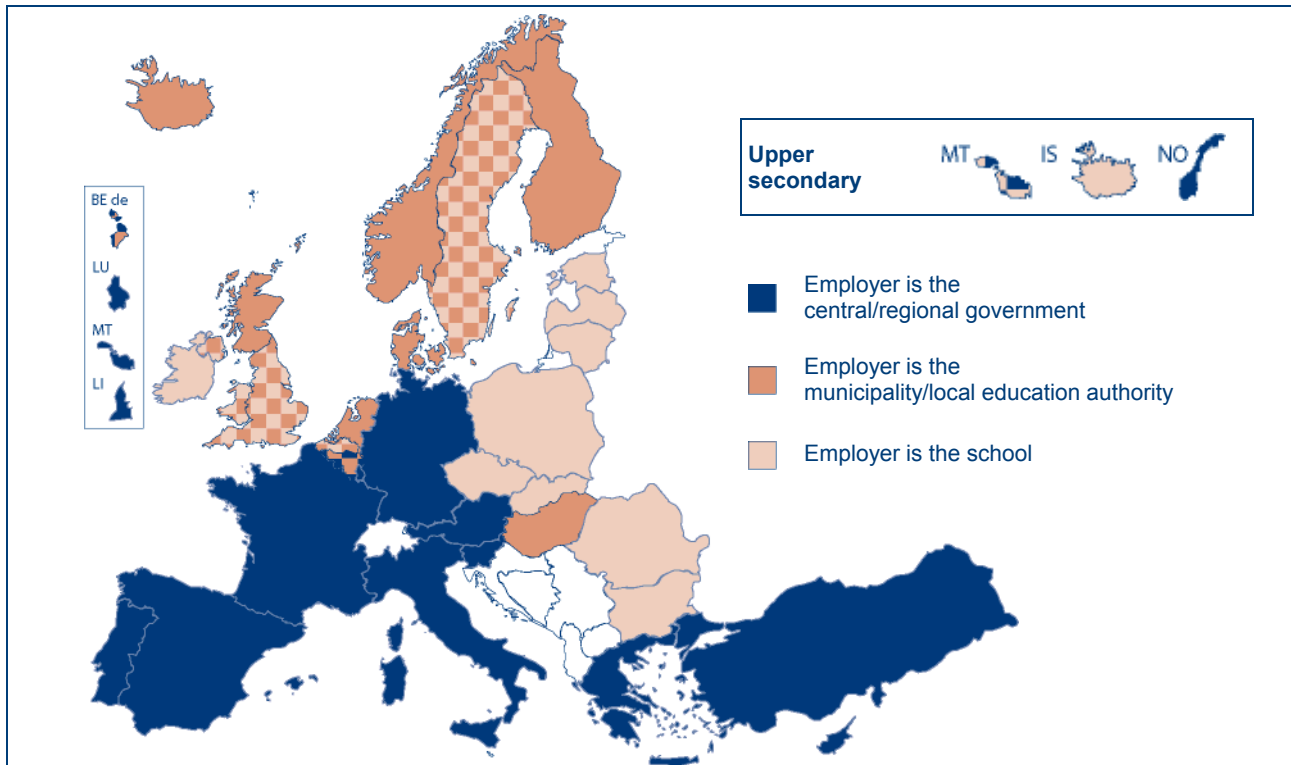 Upper
secondary
MT IS NO
BE de
LU
MT
LI
Employer is the
central/regional government
Employer is the
municipality/local education authority
Employer is the school